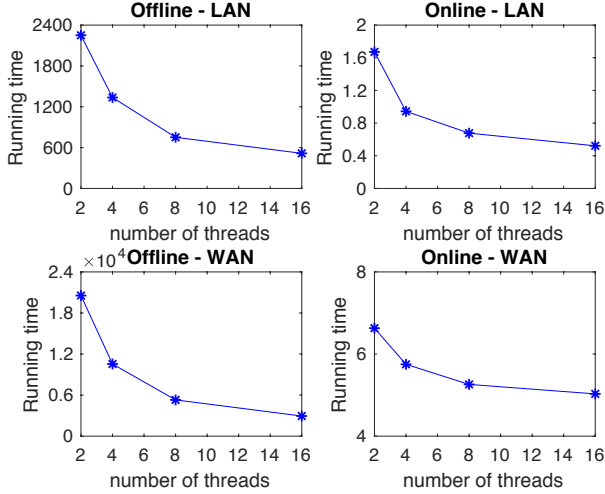 Offline - LAN
2400
1800
1200
600
0
Running time
2 4 6 8 10 12 14 16
number of threads
Online - LAN
2
1.6
1.2
0.8
0.4
0
Running time
2 4 6 8 10 12 14 16
number of threads
×10⁴ Offline - WAN
2.4
1.8
1.2
0.6
0
Running time
2 4 6 8 10 12 14 16
number of threads
Online - WAN
8
6
4
Running time
2 4 6 8 10 12 14 16
number of threads